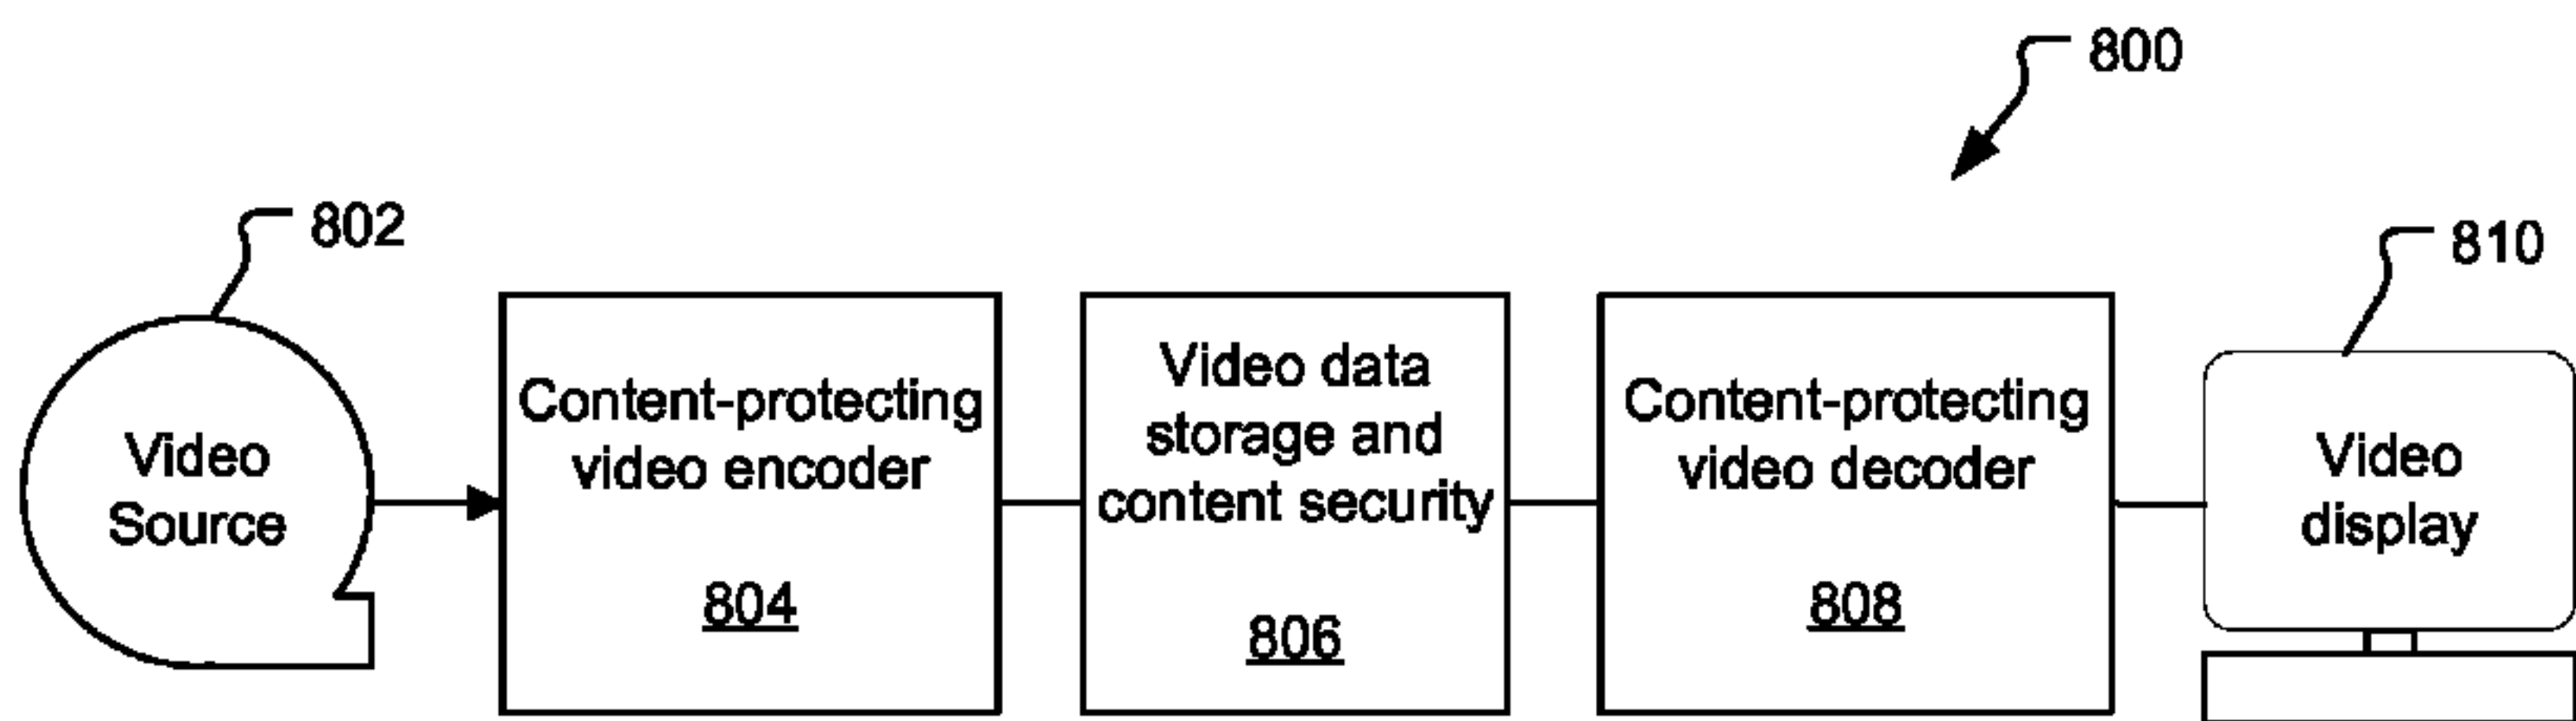 800
802
810
Video
Source
Content-protecting
video encoder
804
Video data
storage and
content security
806
Content-protecting
video decoder
808
Video
display